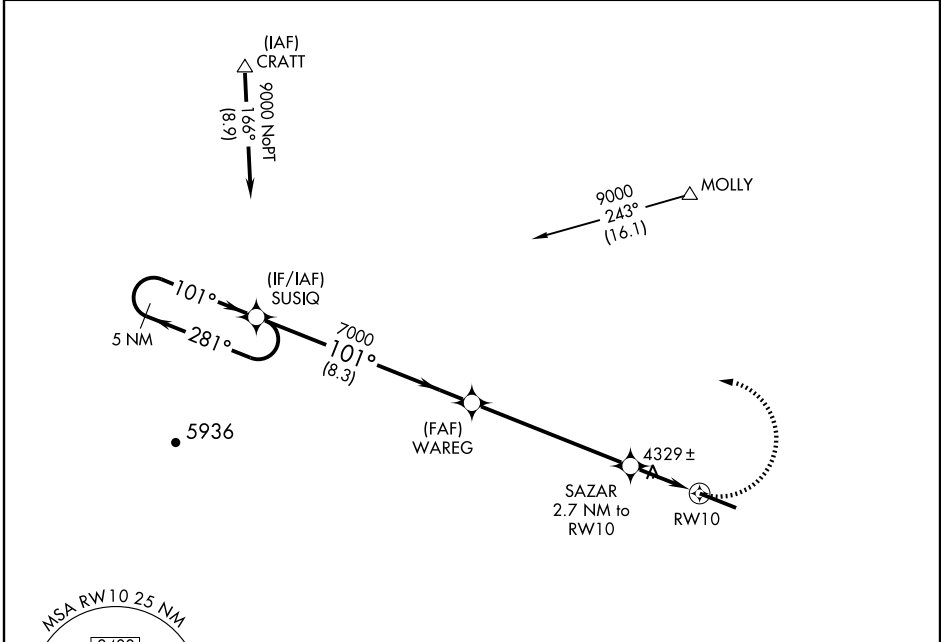 (IAF)
CRATT
9000 NoPT
166°
(8.9)
MOLLY
9000
243°
(16.1)
(IF/IAF)
SUSIQ
101°
5 NM
281°
7000
101°
(8.3)
5936
(FAF)
WAREG
4329 ±
SAZAR
2.7 NM to
RW10
RW10
MSA RW10 25 NM